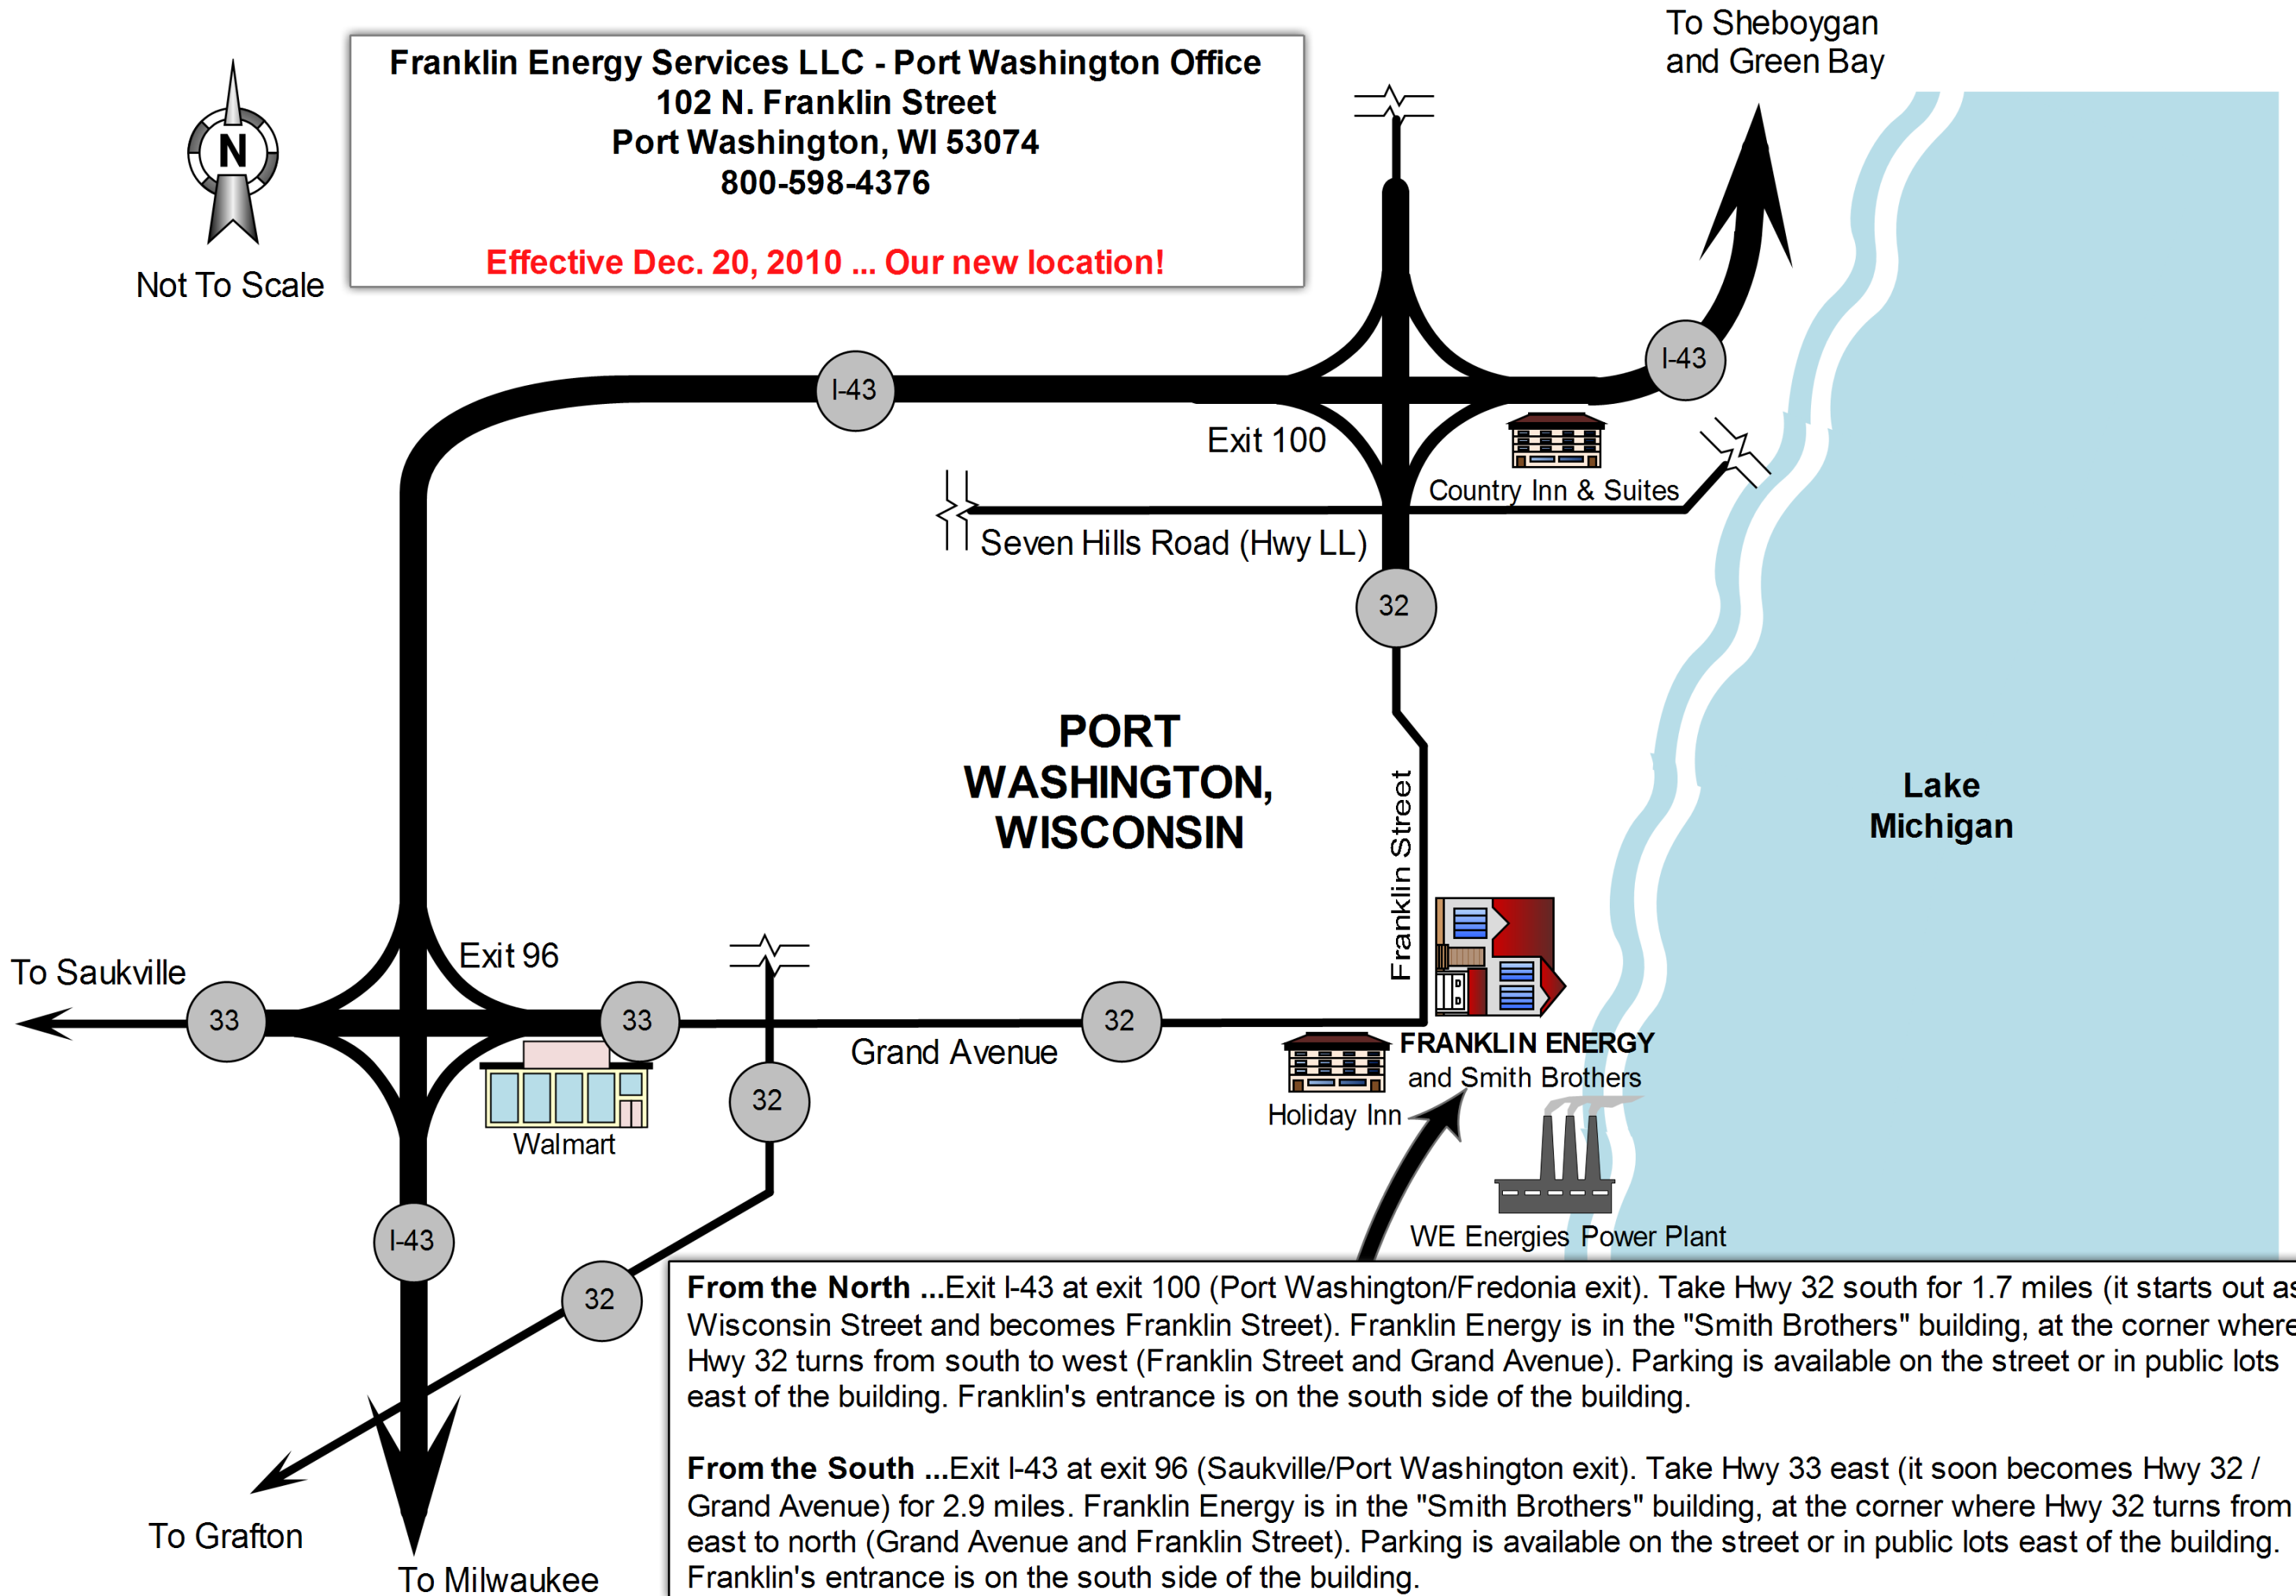 To Sheboygan
and Green Bay
Franklin Energy Services LLC - Port Washington Office
102 N. Franklin Street
Port Washington, WI 53074
800-598-4376
Effective Dec. 20, 2010 ... Our new location!
N
Not To Scale
I-43
I-43
Exit 100
Country Inn & Suites
Seven Hills Road (Hwy LL)
32
PORT
WASHINGTON,
WISCONSIN
Franklin Street
Lake
Michigan
To Saukville
Exit 96
33
33
32
Grand Avenue
FRANKLIN ENERGY
and Smith Brothers
Holiday Inn
32
Walmart
WE Energies Power Plant
I-43
32
From the North ...Exit I-43 at exit 100 (Port Washington/Fredonia exit). Take Hwy 32 south for 1.7 miles (it starts out as
Wisconsin Street and becomes Franklin Street). Franklin Energy is in the "Smith Brothers" building, at the corner where
Hwy 32 turns from south to west (Franklin Street and Grand Avenue). Parking is available on the street or in public lots
east of the building. Franklin's entrance is on the south side of the building.
From the South ...Exit I-43 at exit 96 (Saukville/Port Washington exit). Take Hwy 33 east (it soon becomes Hwy 32 /
Grand Avenue) for 2.9 miles. Franklin Energy is in the "Smith Brothers" building, at the corner where Hwy 32 turns from
east to north (Grand Avenue and Franklin Street). Parking is available on the street or in public lots east of the building.
Franklin's entrance is on the south side of the building.
To Grafton
To Milwaukee